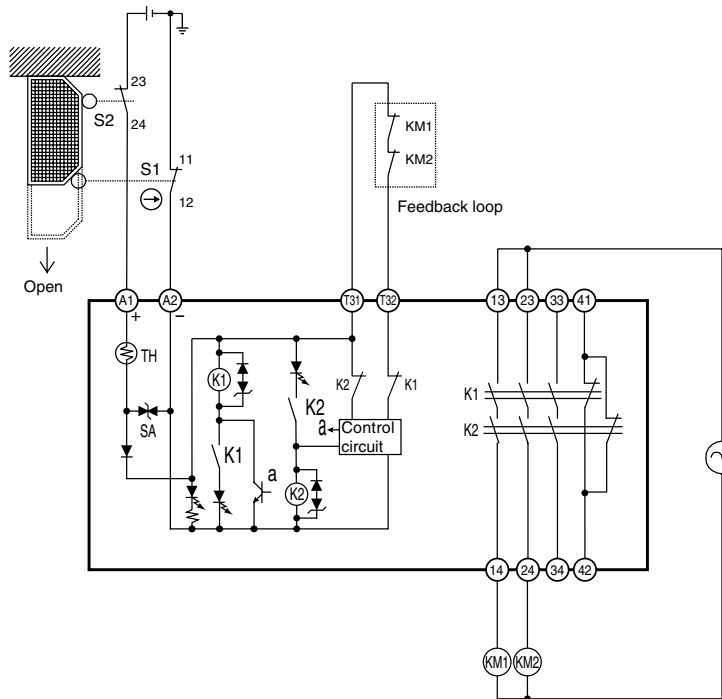 23
S2
24
11
S1
12
Open
KM1
KM2
Feedback loop
A1
A2
T31
T32
13
23
33
41
+
−
TH
K1
K2
K2
K1
SA
K1
a
a
Control
circuit
K2
K1
K2
14
24
34
42
KM1
KM2